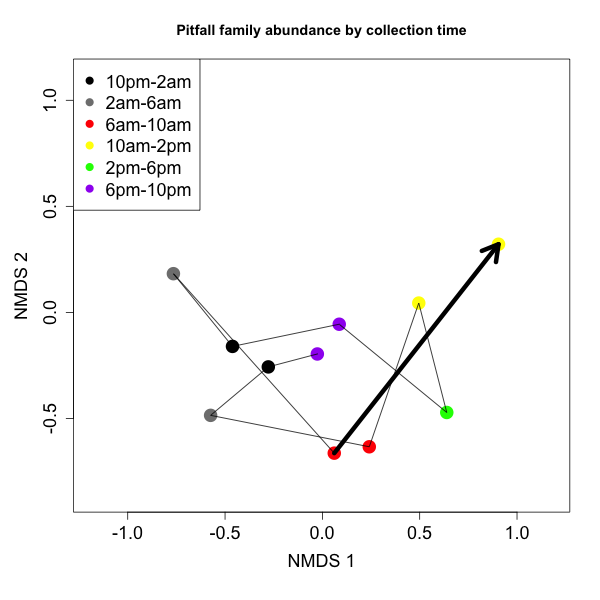 Pitfall family abundance by collection time
10pm-2am
2am-6am
6am-10am
10am-2pm
2pm-6pm
6pm-10pm
1.0
0.5
0.0
-0.5
NMDS 2
-1.0 -0.5 0.0 0.5 1.0
NMDS 1